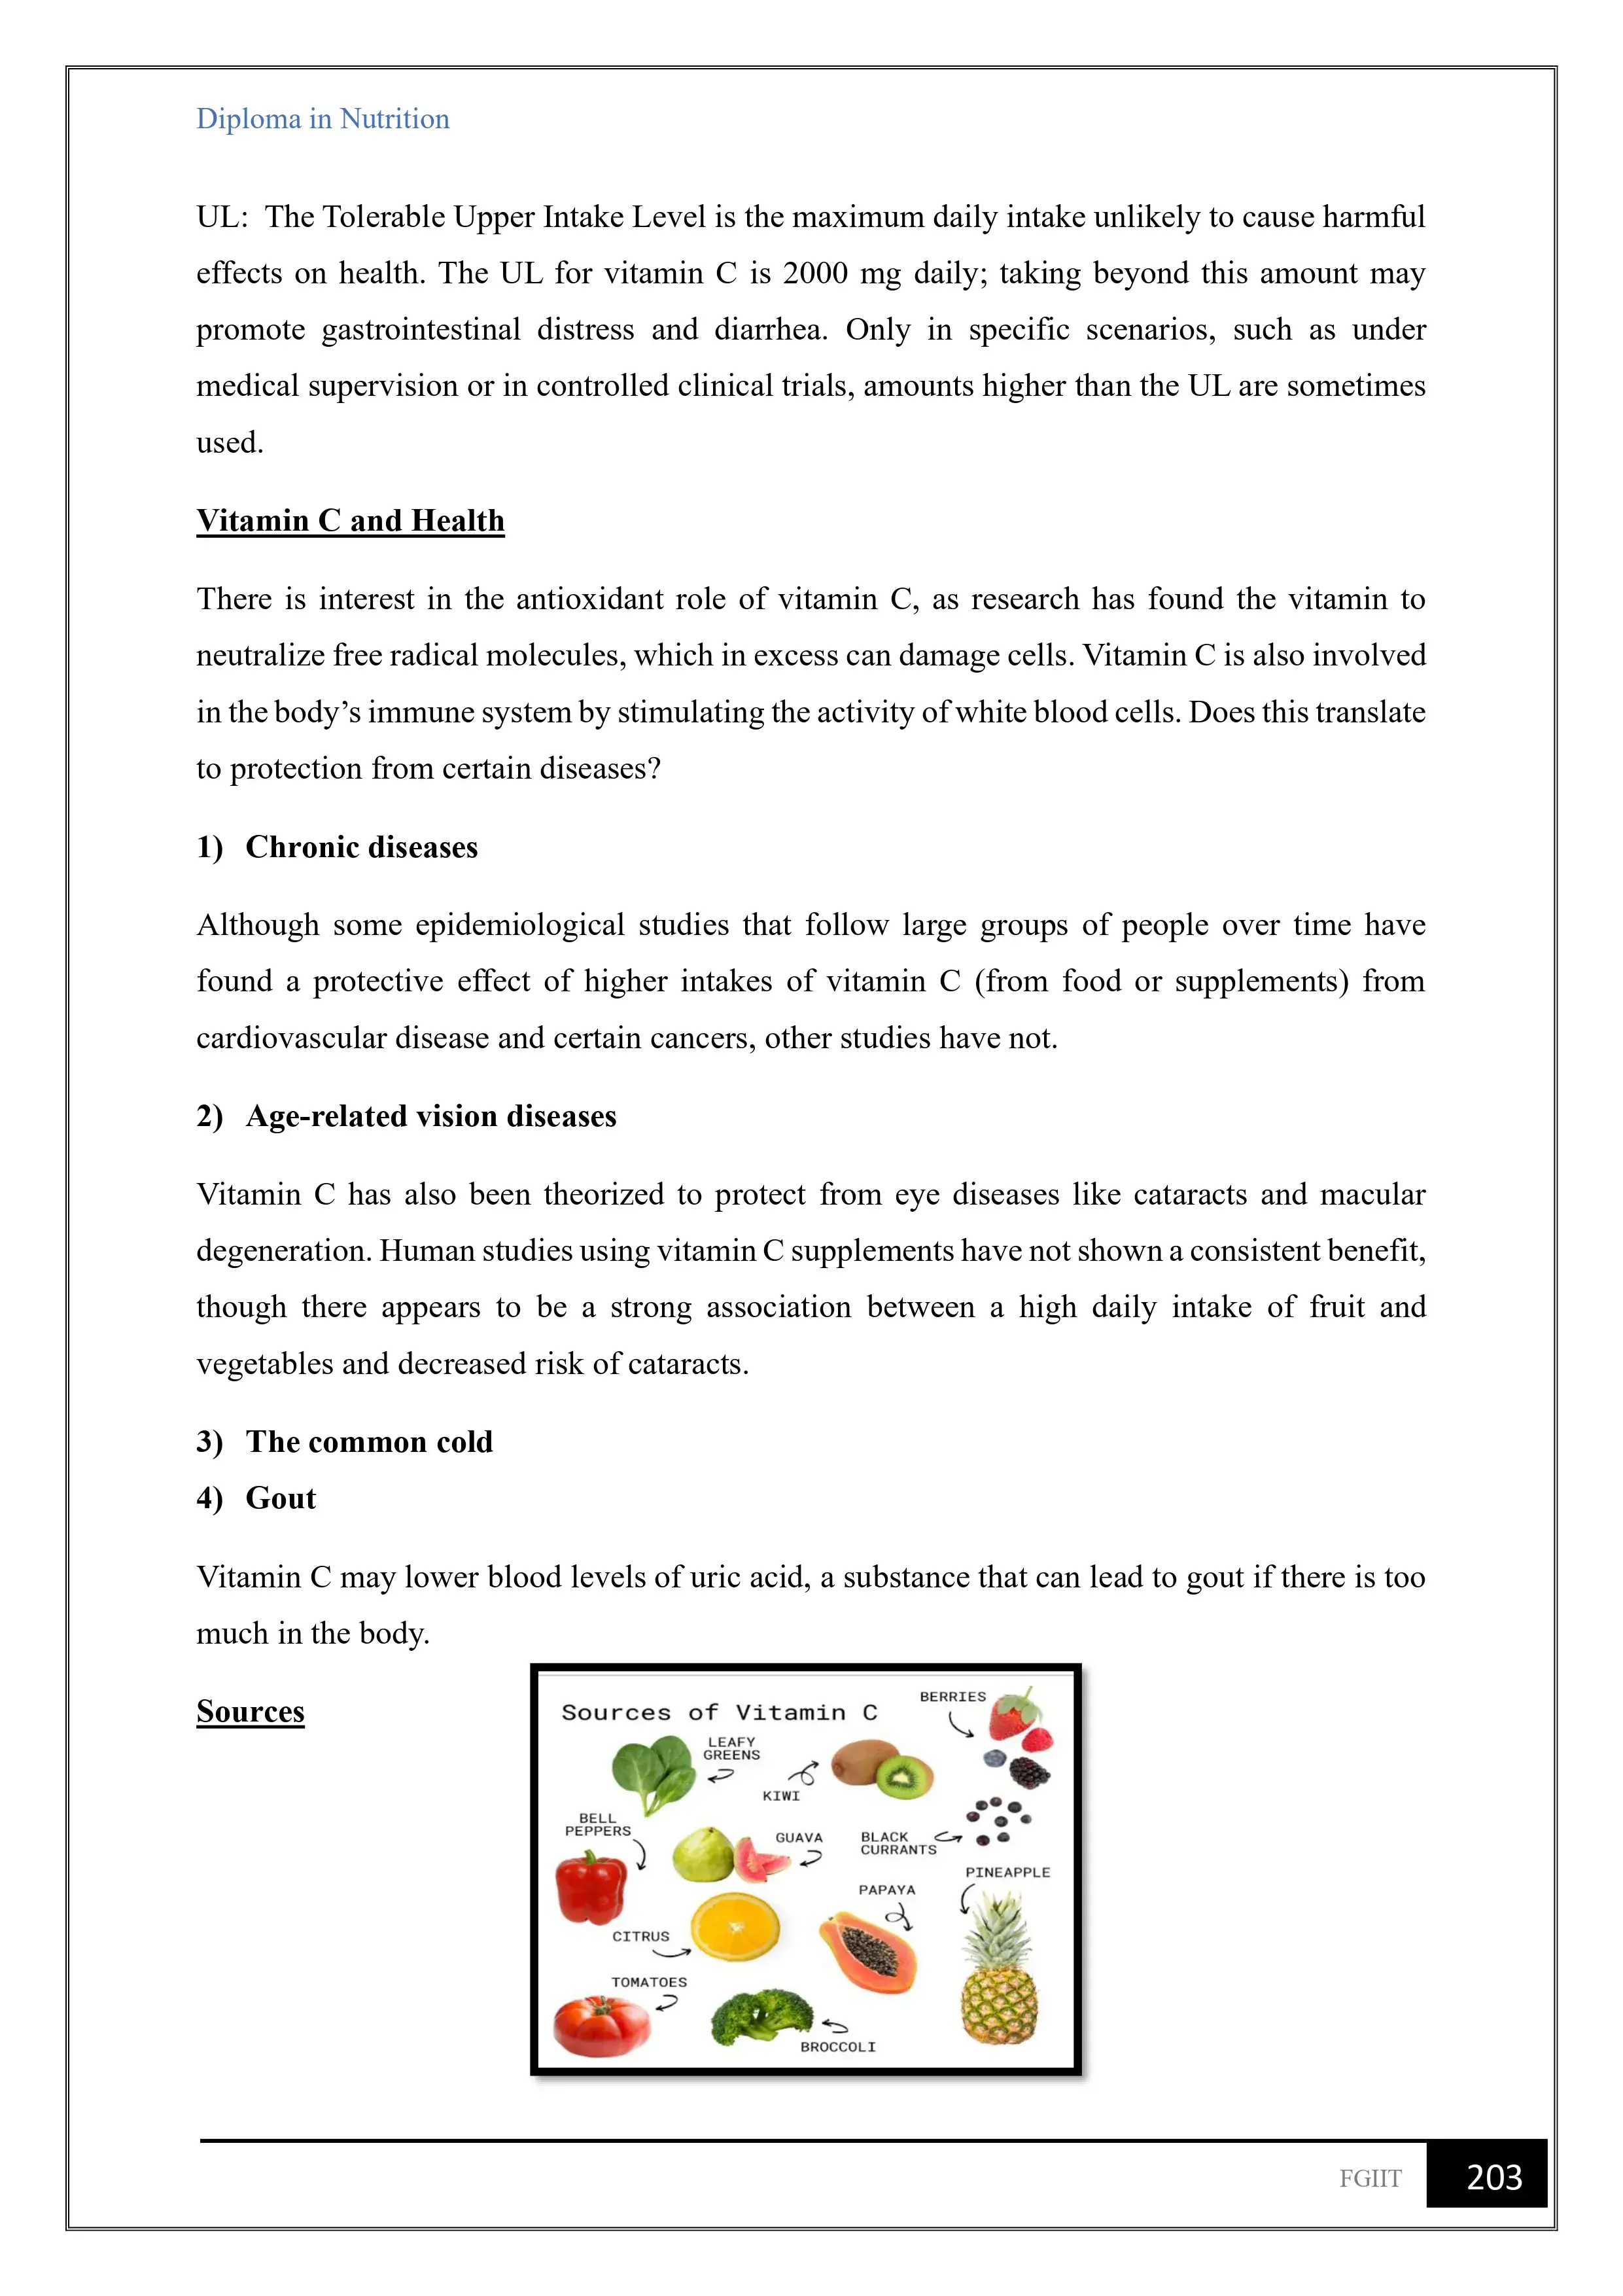 Diploma in Nutrition
UL:  The Tolerable Upper Intake Level is the maximum daily intake unlikely to cause harmful
effects on health. The UL for vitamin C is 2000 mg daily; taking beyond this amount may
promote gastrointestinal distress and diarrhea. Only in specific scenarios, such as under
medical supervision or in controlled clinical trials, amounts higher than the UL are sometimes
used.
Vitamin C and Health
There is interest in the antioxidant role of vitamin C, as research has found the vitamin to
neutralize free radical molecules, which in excess can damage cells. Vitamin C is also involved
in the body’s immune system by stimulating the activity of white blood cells. Does this translate
to protection from certain diseases?
1) Chronic diseases
Although some epidemiological studies that follow large groups of people over time have
found a protective effect of higher intakes of vitamin C (from food or supplements) from
cardiovascular disease and certain cancers, other studies have not.
2) Age-related vision diseases
Vitamin C has also been theorized to protect from eye diseases like cataracts and macular
degeneration. Human studies using vitamin C supplements have not shown a consistent benefit,
though there appears to be a strong association between a high daily intake of fruit and
vegetables and decreased risk of cataracts.
3) The common cold
4) Gout
Vitamin C may lower blood levels of uric acid, a substance that can lead to gout if there is too
much in the body.
Sources
Sources of Vitamin C
BERRIES
LEAFY
GREENS
KIWI
BELL
PEPPERS
GUAVA
BLACK
CURRANTS
PINEAPPLE
PAPAYA
CITRUS
TOMATOES
BROCCOLI
FGIIT
203